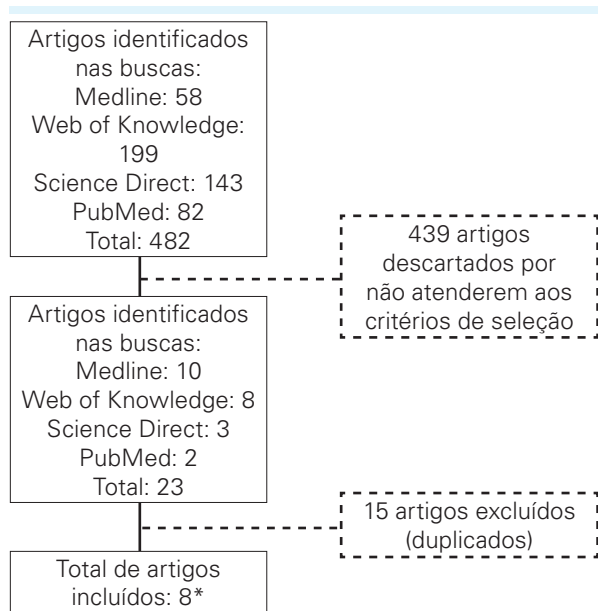 Artigos identificados
nas buscas:
Medline: 58
Web of Knowledge:
199
Science Direct: 143
PubMed: 82
Total: 482
439 artigos
descartados por
não atenderem aos
critérios de seleção
Artigos identificados
nas buscas:
Medline: 10
Web of Knowledge: 8
Science Direct: 3
PubMed: 2
Total: 23
15 artigos excluídos
(duplicados)
Total de artigos
incluídos: 8*